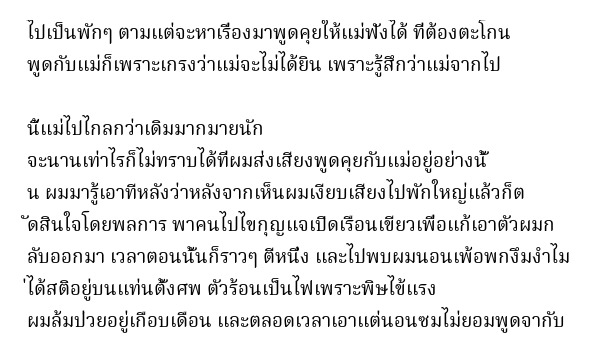 ไปเป็นพักๆ ตามแต่จะหาเรื่องมาพูดคุยให้แม่ฟังได้ ที่ต้องตะโกน
พูดกับแม่ก็เพราะเกรงว่าแม่จะไม่ได้ยิน เพราะรู้สึกว่าแม่จากไป
นี้แม่ไปไกลกว่าเดิมมากมายนัก
จะนานเท่าไรก็ไม่ทราบได้ที่ผมส่งเสียงพูดคุยกับแม่อยู่อย่างนั้
น ผมมารู้เอาทีหลังว่าหลังจากเห็นผมเงียบเสียงไปพักใหญ่แล้วก็ต
ัดสินใจโดยพลการ พาคนไปไขกุญแจเปิดเรือนเขียวเพื่อแก้เอาตัวผมก
ลับออกมา เวลาตอนนั้นก็ราวๆ ตีหนึ่ง และไปพบผมนอนเพ้อพกงึมงำไม
่ได้สติอยู่บนแท่นตั้งศพ ตัวร้อนเป็นไฟเพราะพิษไข้แรง
ผมล้มป่วยอยู่เกือบเดือน และตลอดเวลาเอาแต่นอนซมไม่ยอมพูดจากับ